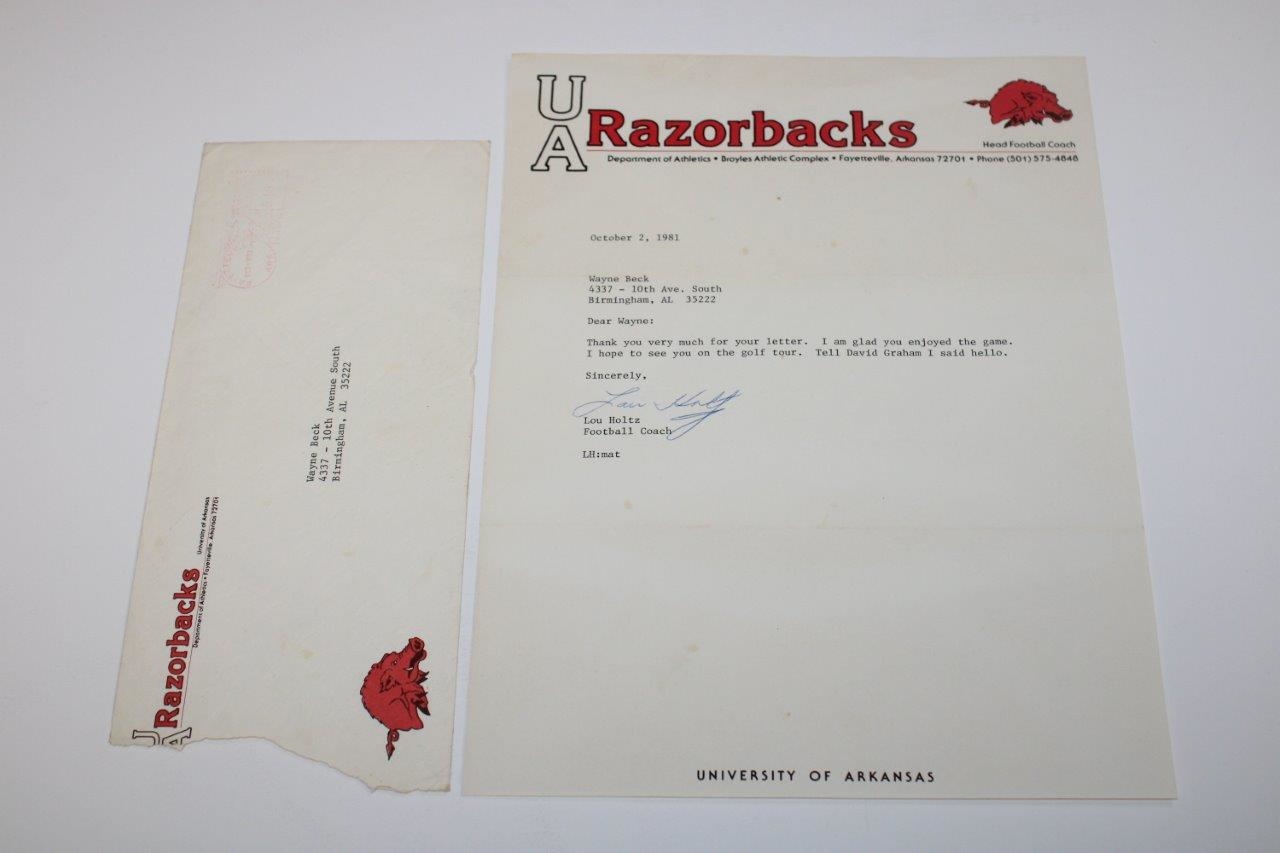 UA
Razorbacks
Head Football Coach
Department of Athletics • Broyles Athletic Complex • Fayetteville, Arkansas 72701 • Phone (501) 575-4848
October 2, 1981
Wayne Beck
4337 - 10th Ave. South
Birmingham, AL  35222
Dear Wayne:
Thank you very much for your letter.  I am glad you enjoyed the game.
I hope to see you on the golf tour.  Tell David Graham I said hello.
Sincerely,
Lou Holtz
Lou Holtz
Football Coach
LH:mat
UNIVERSITY OF ARKANSAS
UA
Razorbacks
University of Arkansas
Department of Athletics • Fayetteville, Arkansas 72701
Wayne Beck
4337 - 10th Avenue South
Birmingham, AL  35222